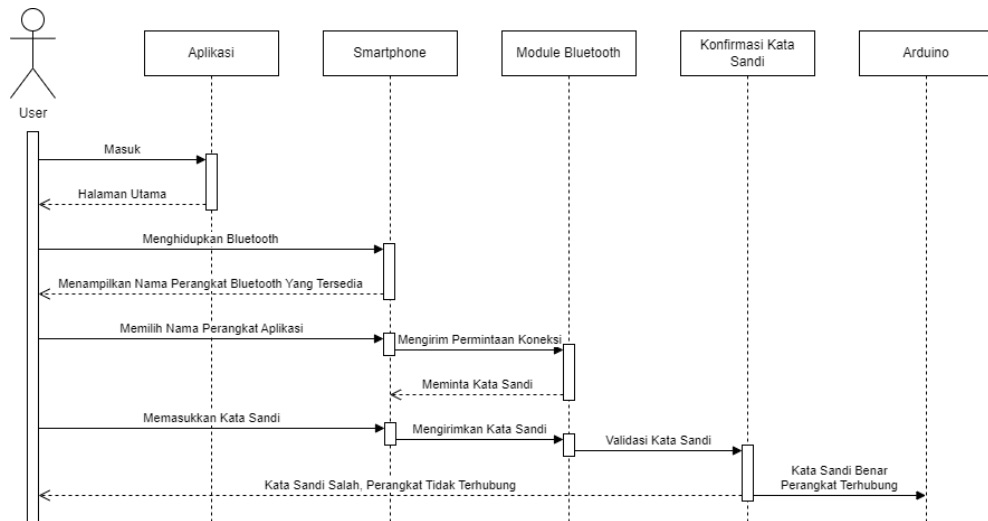 Aplikasi
Smartphone
Module Bluetooth
Konfirmasi Kata
Sandi
Arduino
User
Masuk
Halaman Utama
Menghidupkan Bluetooth
Menampilkan Nama Perangkat Bluetooth Yang Tersedia
Memilih Nama Perangkat Aplikasi
Mengirim Permintaan Koneksi
Meminta Kata Sandi
Memasukkan Kata Sandi
Mengirimkan Kata Sandi
Validasi Kata Sandi
Kata Sandi Benar
Perangkat Terhubung
Kata Sandi Salah, Perangkat Tidak Terhubung